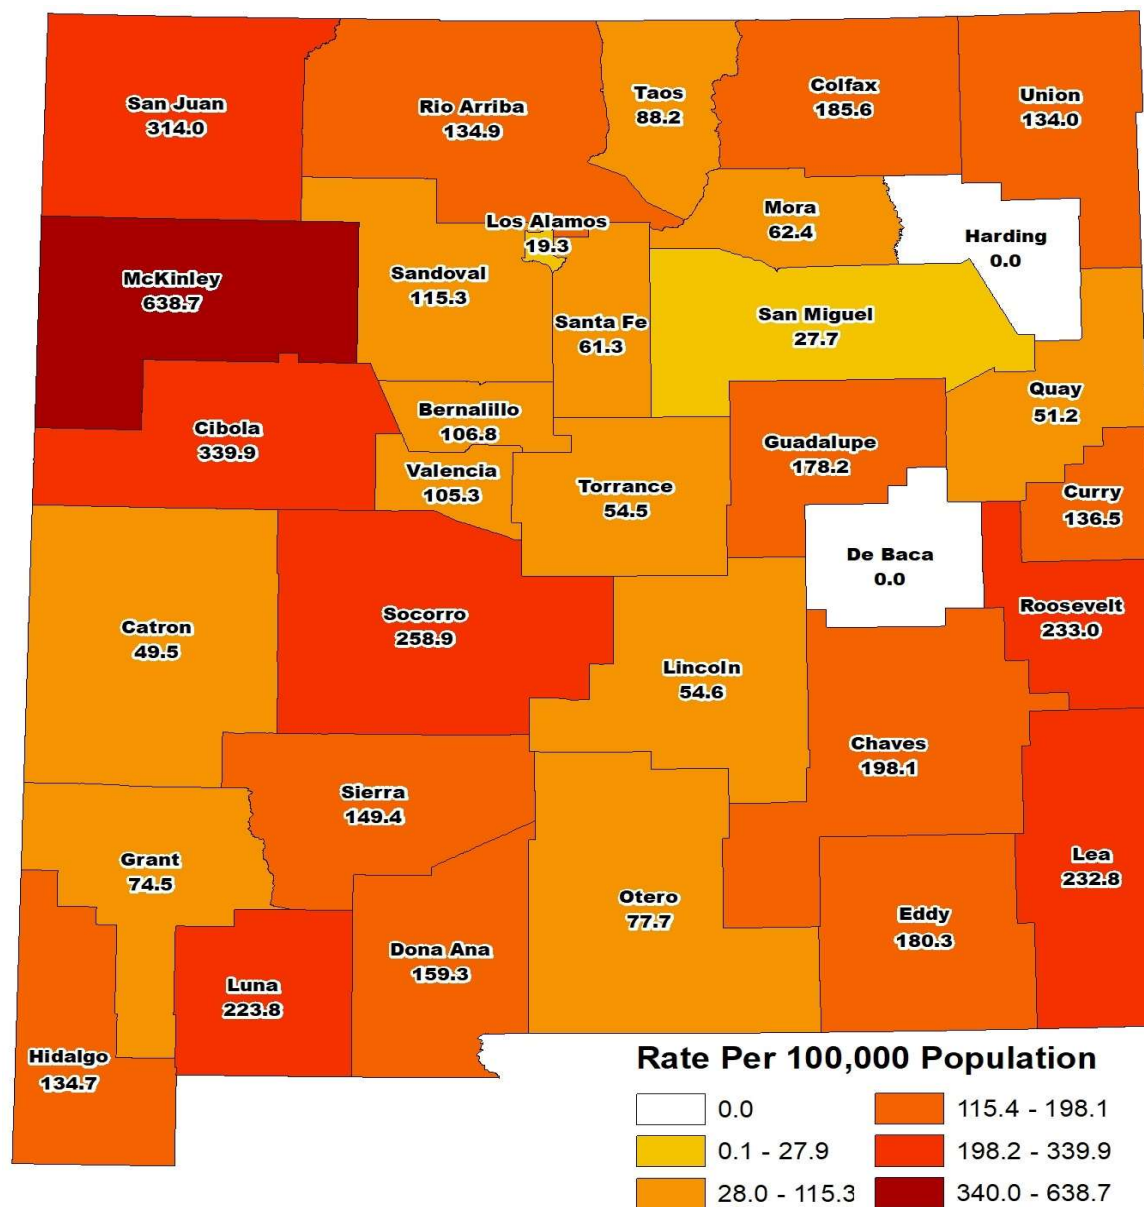 San Juan
314.0
Rio Arriba
134.9
Taos
88.2
Colfax
185.6
Union
134.0
Los Alamos
19.3
Mora
62.4
Harding
0.0
McKinley
638.7
Sandoval
115.3
Santa Fe
61.3
San Miguel
27.7
Quay
51.2
Cibola
339.9
Bernalillo
106.8
Valencia
105.3
Torrance
54.5
Guadalupe
178.2
Curry
136.5
De Baca
0.0
Roosevelt
233.0
Catron
49.5
Socorro
258.9
Lincoln
54.6
Chaves
198.1
Sierra
149.4
Grant
74.5
Otero
77.7
Lea
232.8
Eddy
180.3
Dona Ana
159.3
Luna
223.8
Hidalgo
134.7
Rate Per 100,000 Population
0.0
0.1 - 27.9
28.0 - 115.3
115.4 - 198.1
198.2 - 339.9
340.0 - 638.7